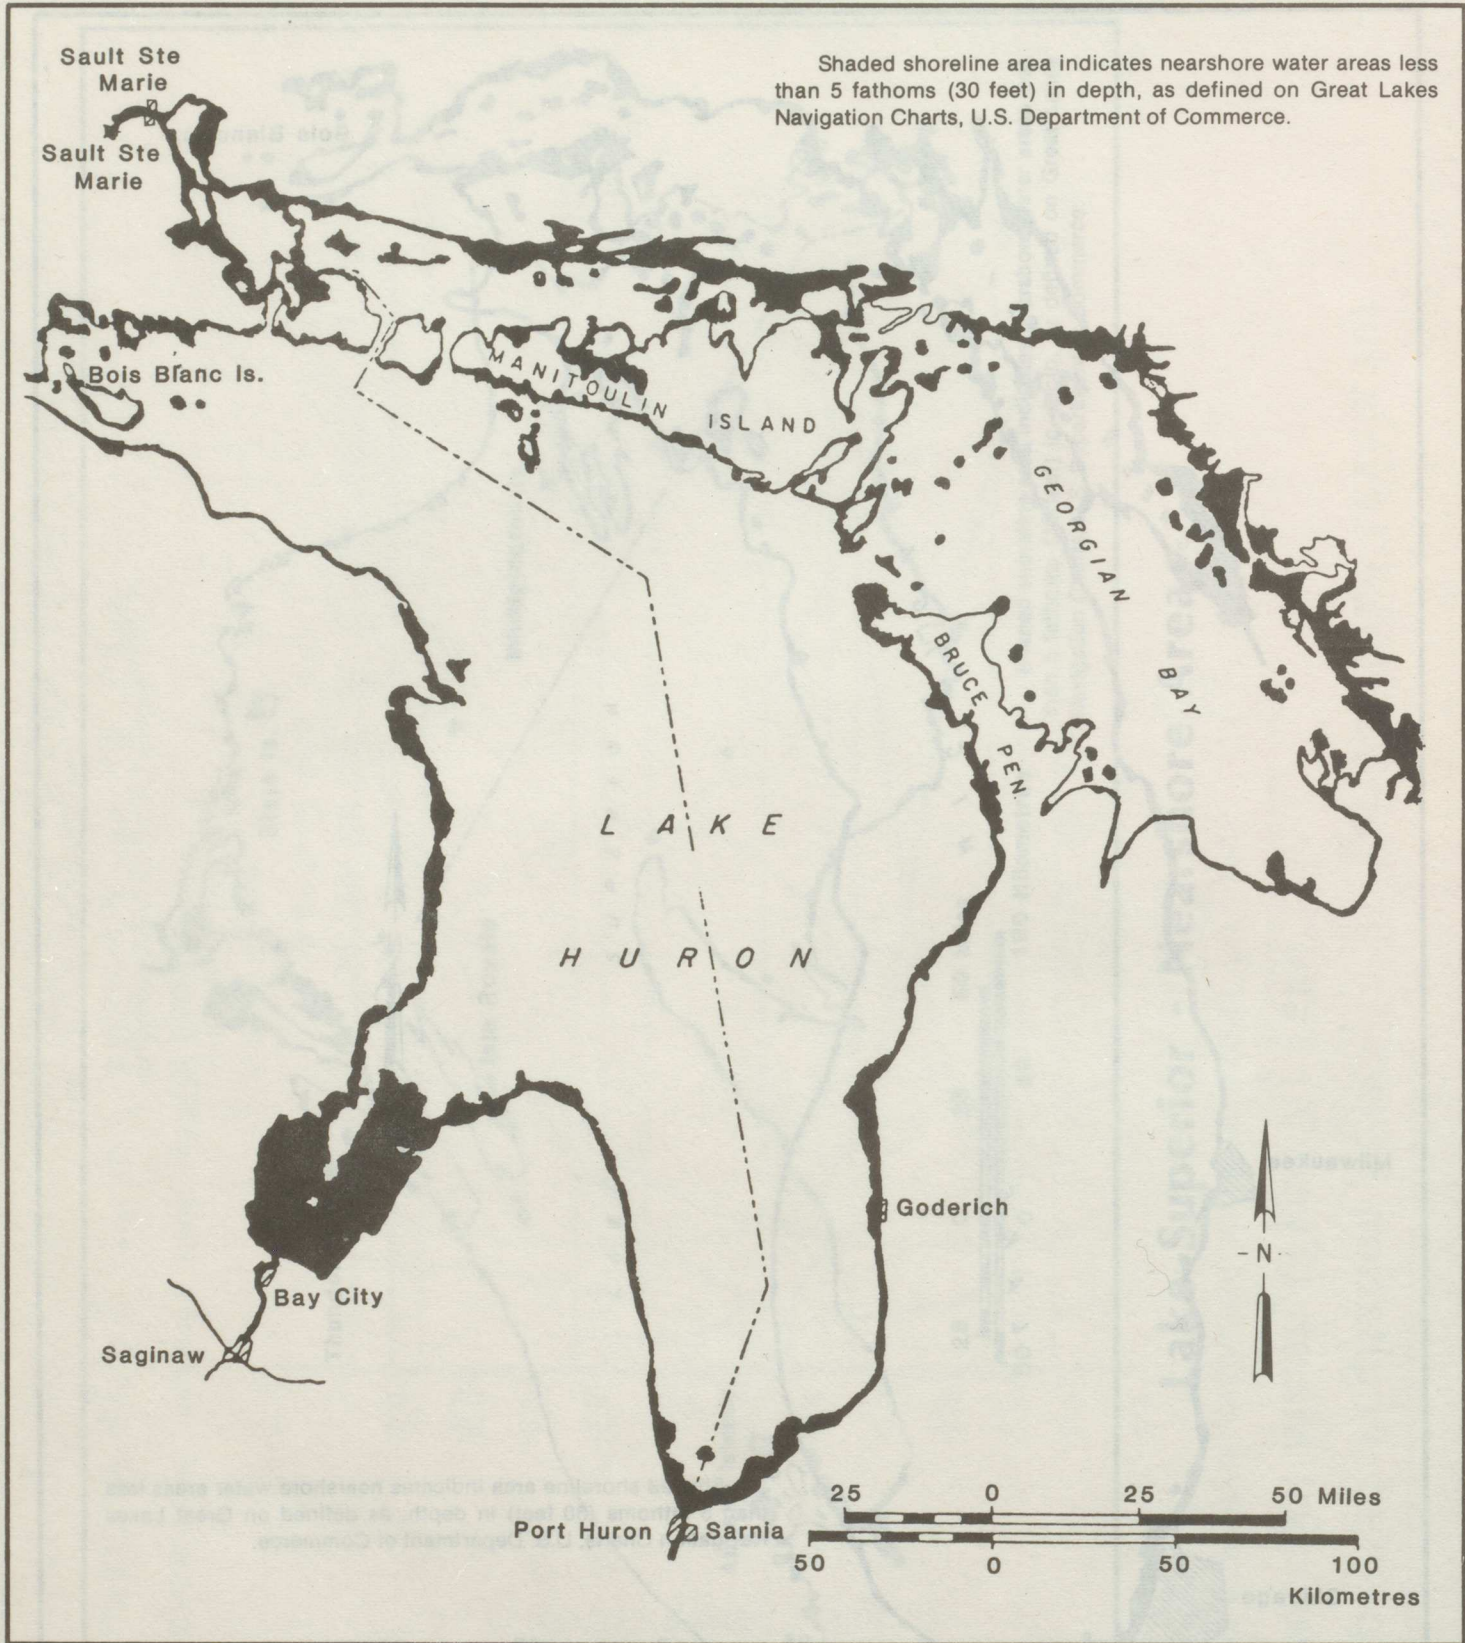 Sault Ste
Marie
Shaded shoreline area indicates nearshore water areas less
than 5 fathoms (30 feet) in depth, as defined on Great Lakes
Navigation Charts, U.S. Department of Commerce.
Sault Ste
Marie
Bois Blanc Is.
MANITOULIN ISLAND
GEORGIAN BAY
BRUCE PEN.
LAKE
HURON
Goderich
-N-
Bay City
Saginaw
Port Huron
Sarnia
25 0 25 50 Miles
50 0 50 100
Kilometres